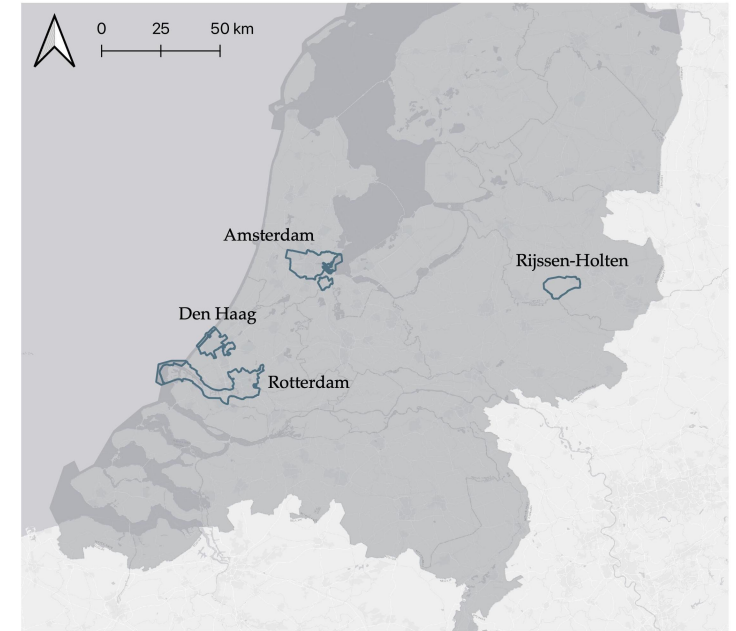 0 25 50 km
Amsterdam
Rijssen-Holten
Den Haag
Rotterdam